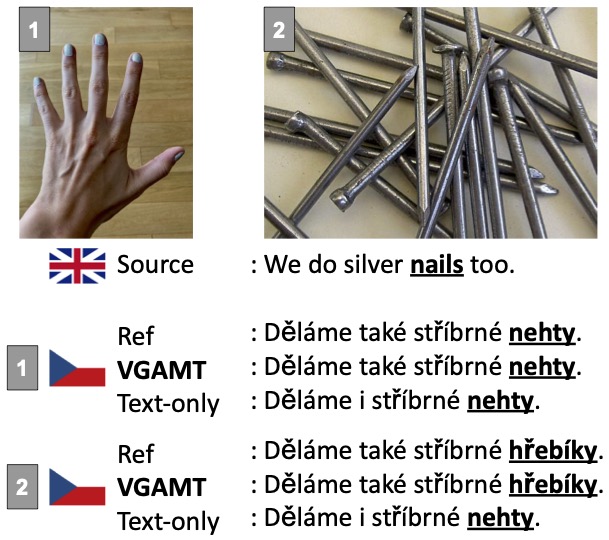 1 2
Source : We do silver nails too.
Ref : Děláme také stříbrné nehty.
1 VGAMT : Děláme také stříbrné nehty.
Text-only : Děláme i stříbrné nehty.
Ref : Děláme také stříbrné hřebíky.
2 VGAMT : Děláme také stříbrné hřebíky.
Text-only : Děláme i stříbrné nehty.